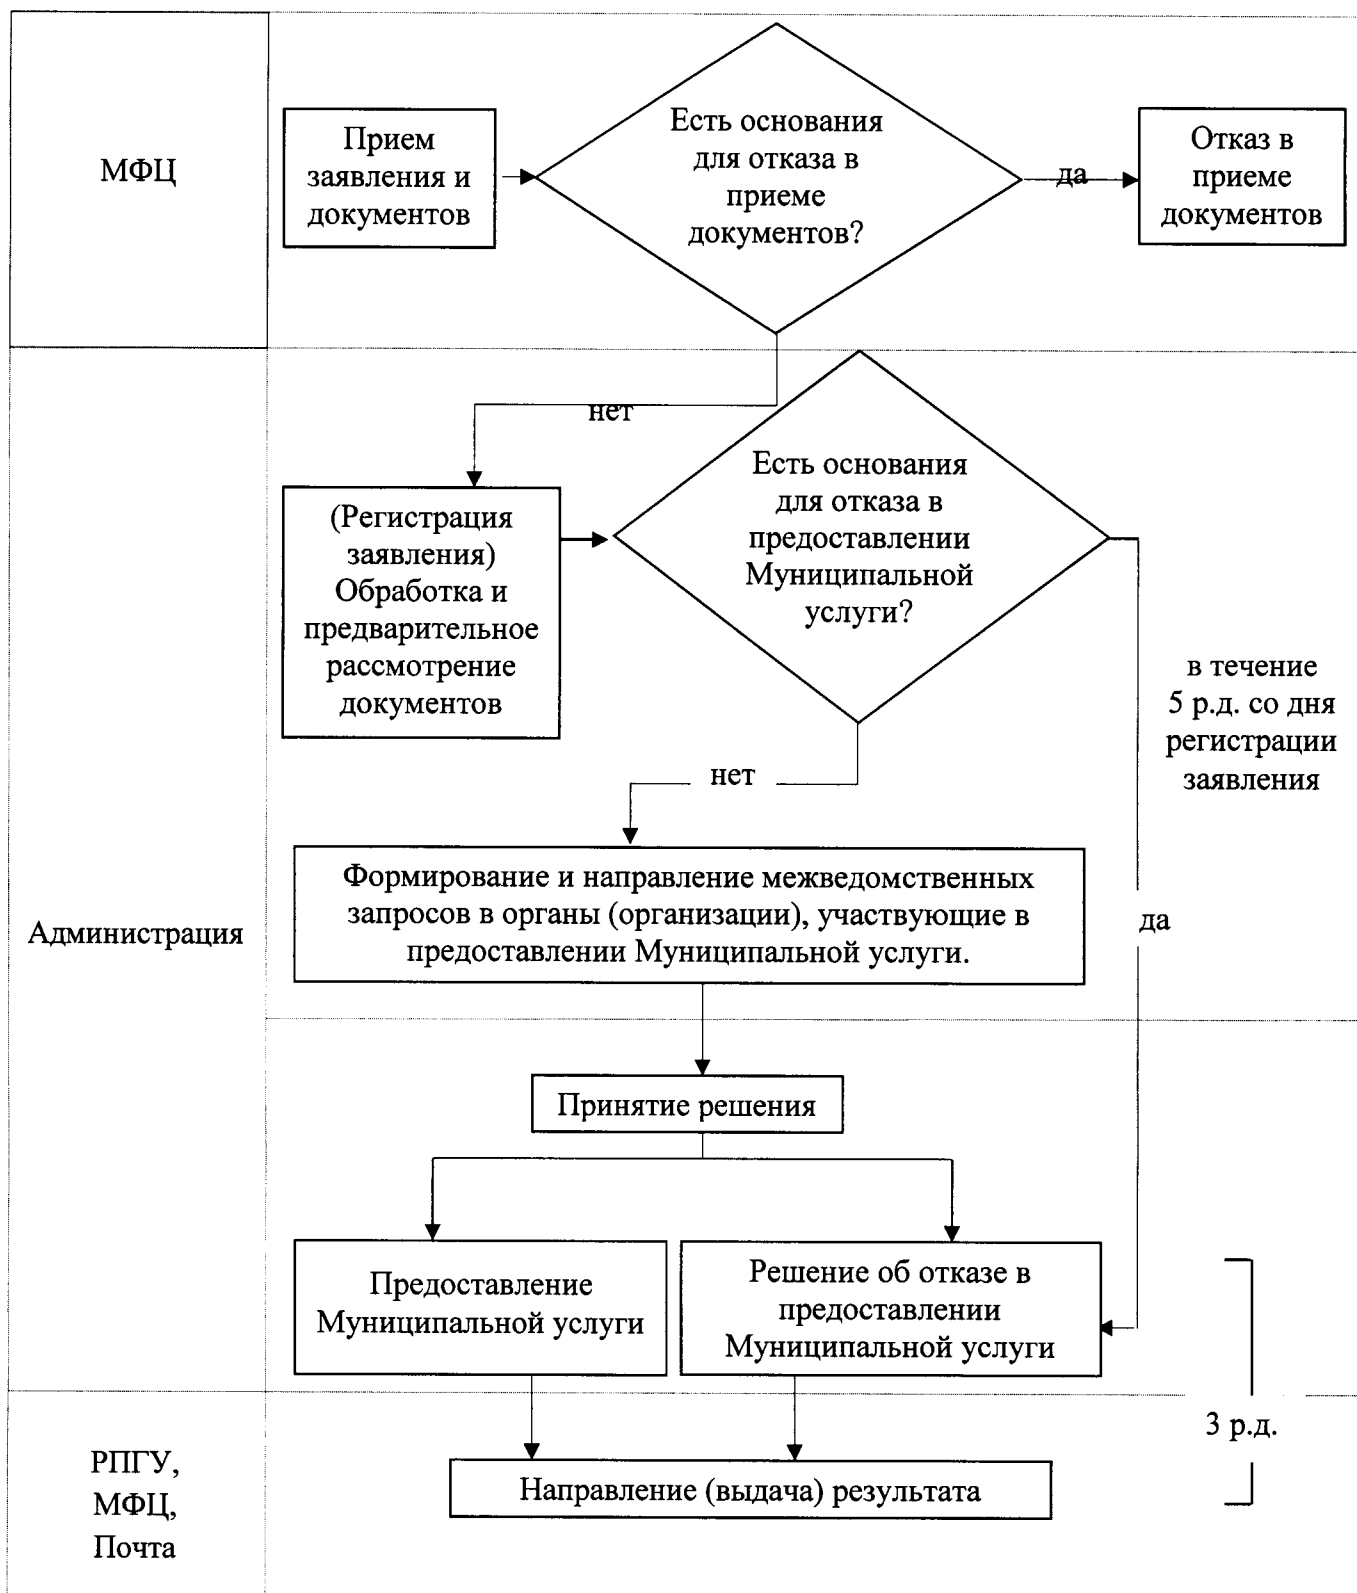 МФЦ
Прием
заявления и
документов
Есть основания
для отказа в
приеме
документов?
да
Отказ в
приеме
документов
нет
Администрация
(Регистрация
заявления)
Обработка и
предварительное
рассмотрение
документов
Есть основания
для отказа в
предоставлении
Муниципальной
услуги?
в течение
5 р.д. со дня
регистрации
заявления
нет
Формирование и направление межведомственных
запросов в органы (организации), участвующие в
предоставлении Муниципальной услуги.
да
Принятие решения
Предоставление
Муниципальной услуги
Решение об отказе в
предоставлении
Муниципальной услуги
3 р.д.
РПГУ,
МФЦ,
Почта
Направление (выдача) результата